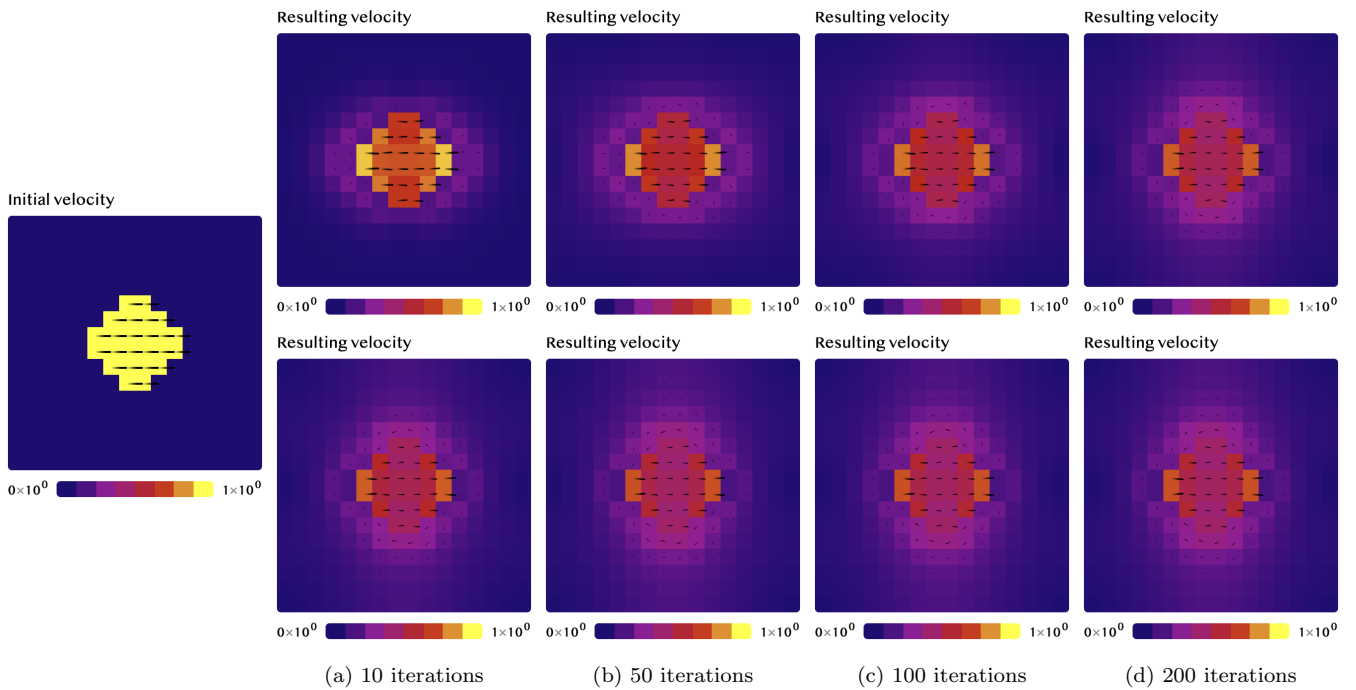 Resulting velocity
Resulting velocity
Resulting velocity
Resulting velocity
0×10⁰ 1×10⁰
0×10⁰ 1×10⁰
0×10⁰ 1×10⁰
0×10⁰ 1×10⁰
Initial velocity
0×10⁰ 1×10⁰
Resulting velocity
Resulting velocity
Resulting velocity
Resulting velocity
0×10⁰ 1×10⁰
0×10⁰ 1×10⁰
0×10⁰ 1×10⁰
0×10⁰ 1×10⁰
(a) 10 iterations
(b) 50 iterations
(c) 100 iterations
(d) 200 iterations